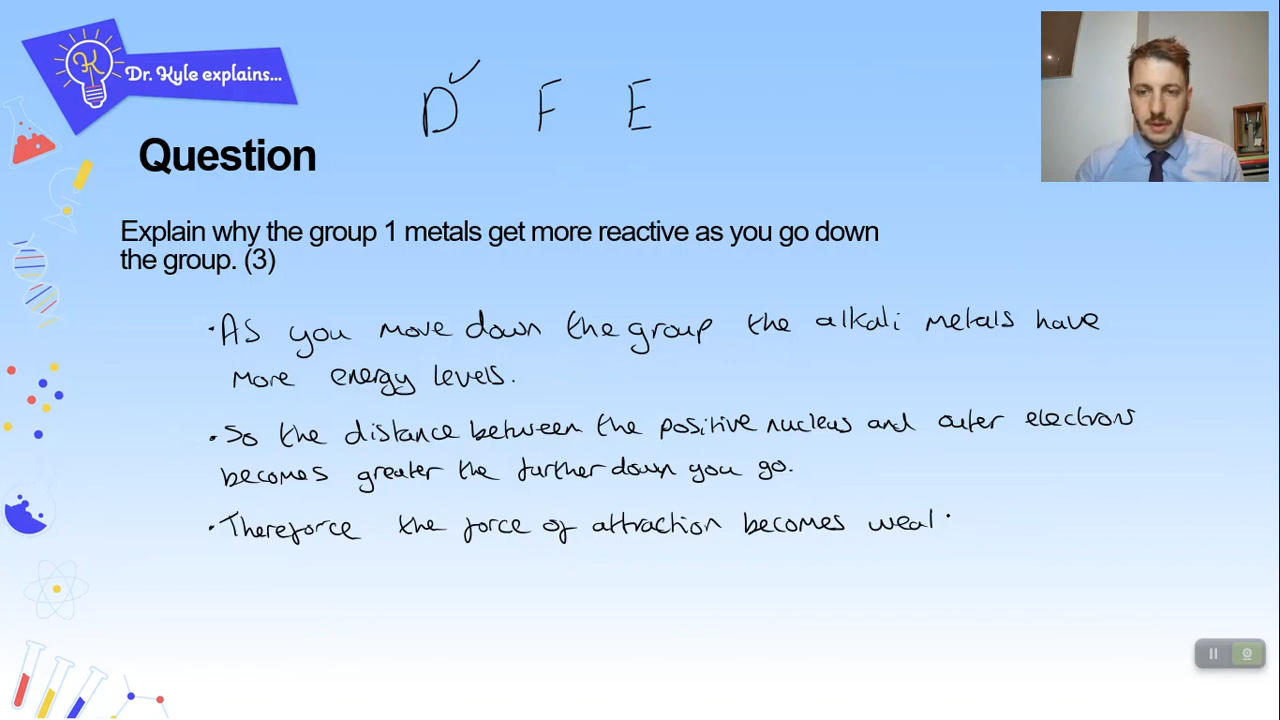 K
Dr. Kyle explains...
D F E
Question
Explain why the group 1 metals get more reactive as you go down
the group. (3)
· As you move down the group the alkali metals have
more energy levels.
· So the distance between the positive nucleus and outer electrons
becomes greater the further down you go.
· Thereforce the force of attraction becomes weal